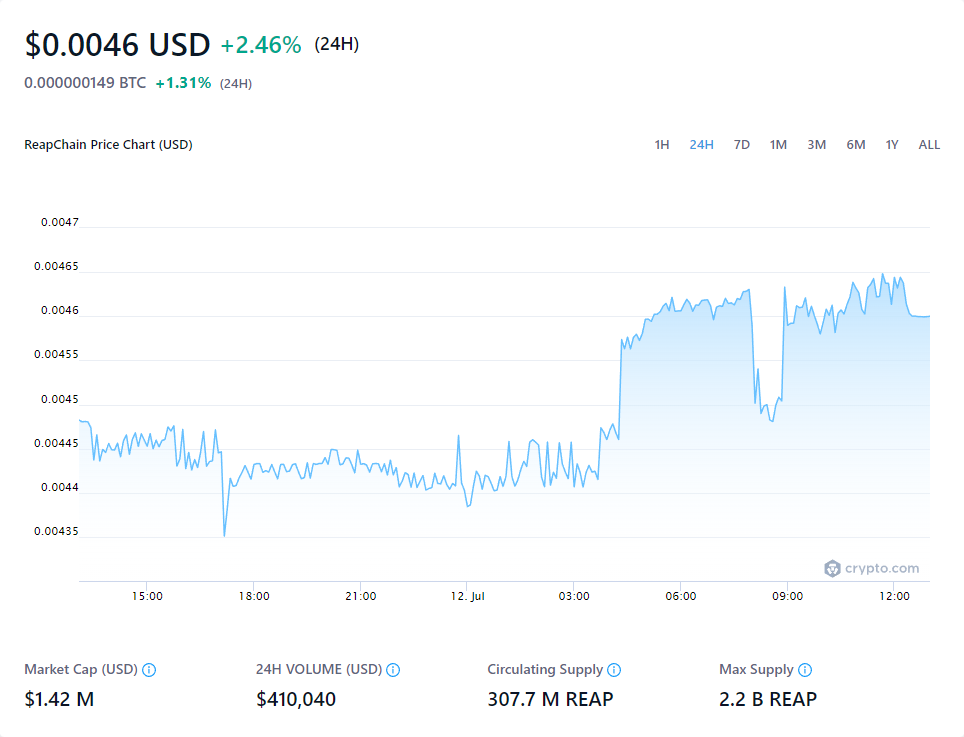 $0.0046 USD +2.46% (24H)
0.000000149 BTC +1.31% (24H)
ReapChain Price Chart (USD)
1H 24H 7D 1M 3M 6M 1Y ALL
0.0047
0.00465
0.0046
0.00455
0.0045
0.00445
0.0044
0.00435
crypto.com
15:00 18:00 21:00 12. Jul 03:00 06:00 09:00 12:00
Market Cap (USD) 24H VOLUME (USD) Circulating Supply Max Supply
$1.42 M $410,040 307.7 M REAP 2.2 B REAP